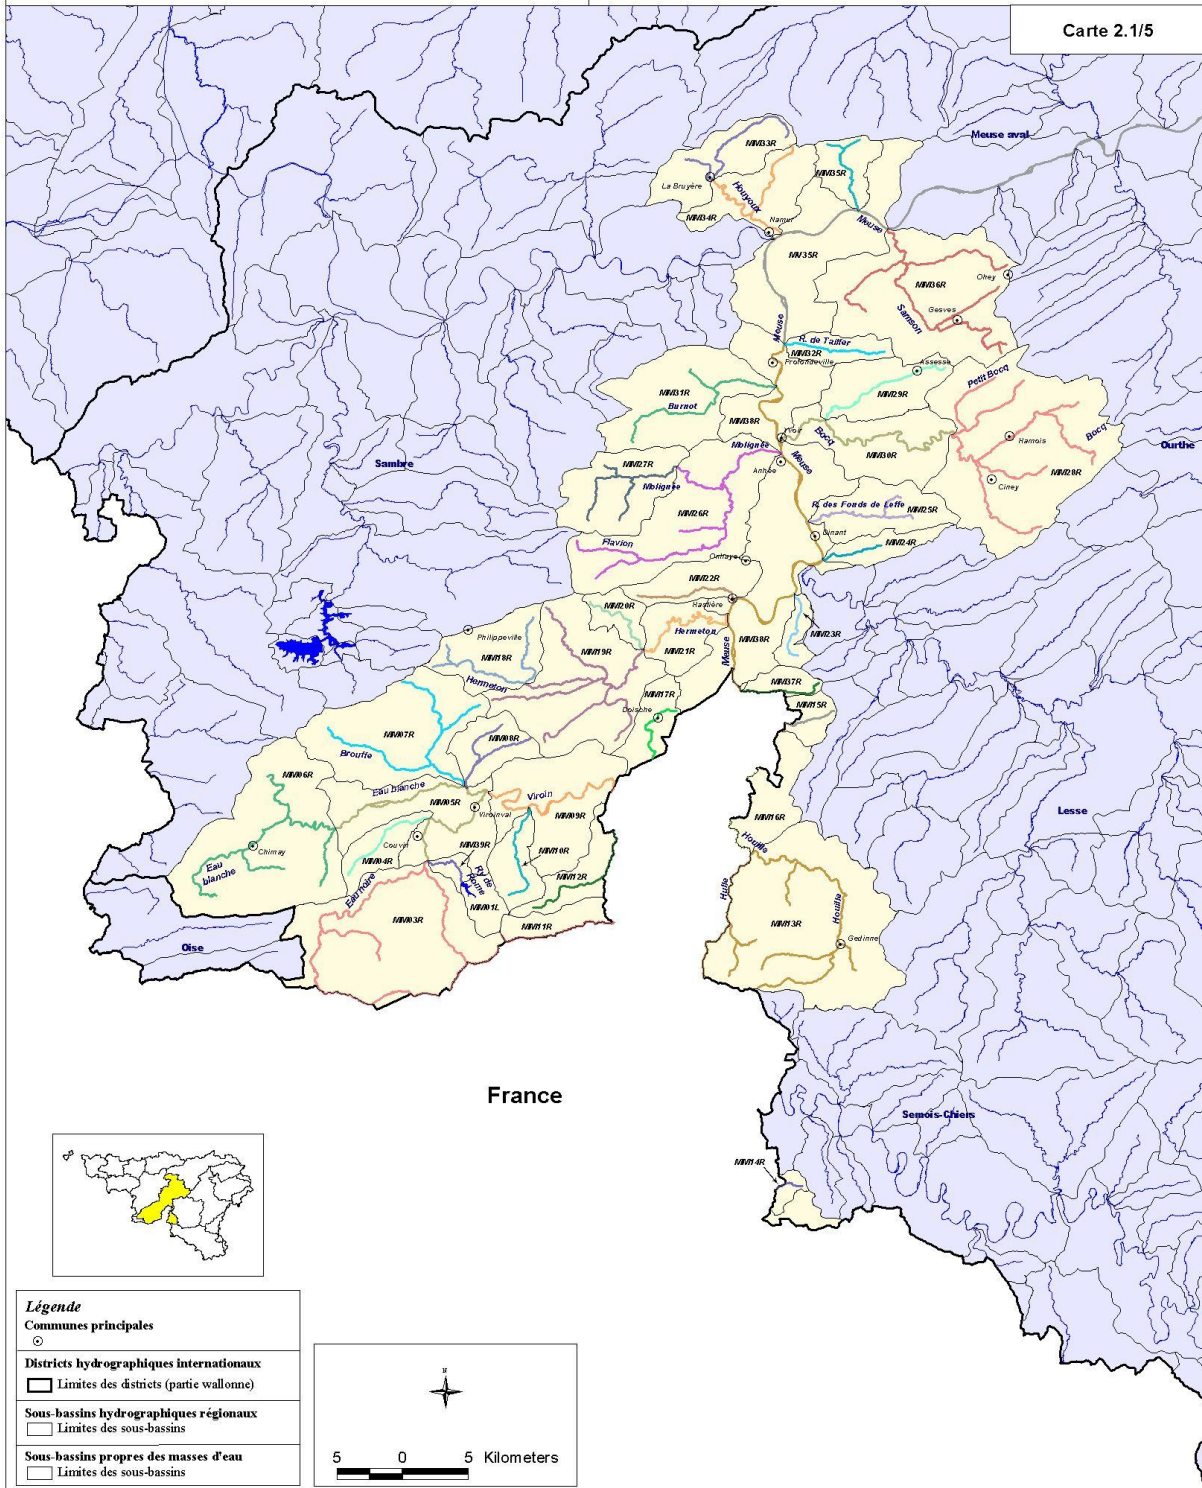 Carte 2.1/5
Meuse aval
MM33R
MM35R
La Bruyère
Houyoux
MM34R
Namur
Meuse
MM35R
Ohey
MM36R
Gesves
Samson
Meuse
R. de Tailfer
MM32R
Profondeville
Assesse
Petit Bocq
MM31R
MM29R
Burnot
MM38R
Yvoir
Bocq
Hamois
Bocq
Ourthe
Molignée
MM30R
Sambre
MM27R
Anhée
Meuse
MM28R
Molignée
Ciney
MM26R
R. des Fonds de Leffe
MM25R
Dinant
Flavion
MM24R
Onhaye
MM22R
MM20R
Hastière
Philippeville
Hermeton
MM23R
MM18R
MM19R
MM21R
Meuse
MM38R
Hermeton
MM37R
MM17R
MM15R
Doische
MM07R
MM08R
Brouffe
MM06R
Eau blanche
Viroin
MM05R
Viroinval
MM09R
MM16R
Lesse
Couvin
Chimay
MM39R
MM10R
Houille
MM04R
Eau
blanche
Ry de
Rome
MM12R
Hulle
Eau noire
MM01L
Houille
MM03R
MM11R
MM13R
Oise
Gedinne
France
Semois-Chiers
MM14R
Légende
Communes principales
Districts hydrographiques internationaux
Limites des districts (partie wallonne)
Sous-bassins hydrographiques régionaux
Limites des sous-bassins
Sous-bassins propres des masses d'eau
Limites des sous-bassins
N
5 0 5 Kilometers